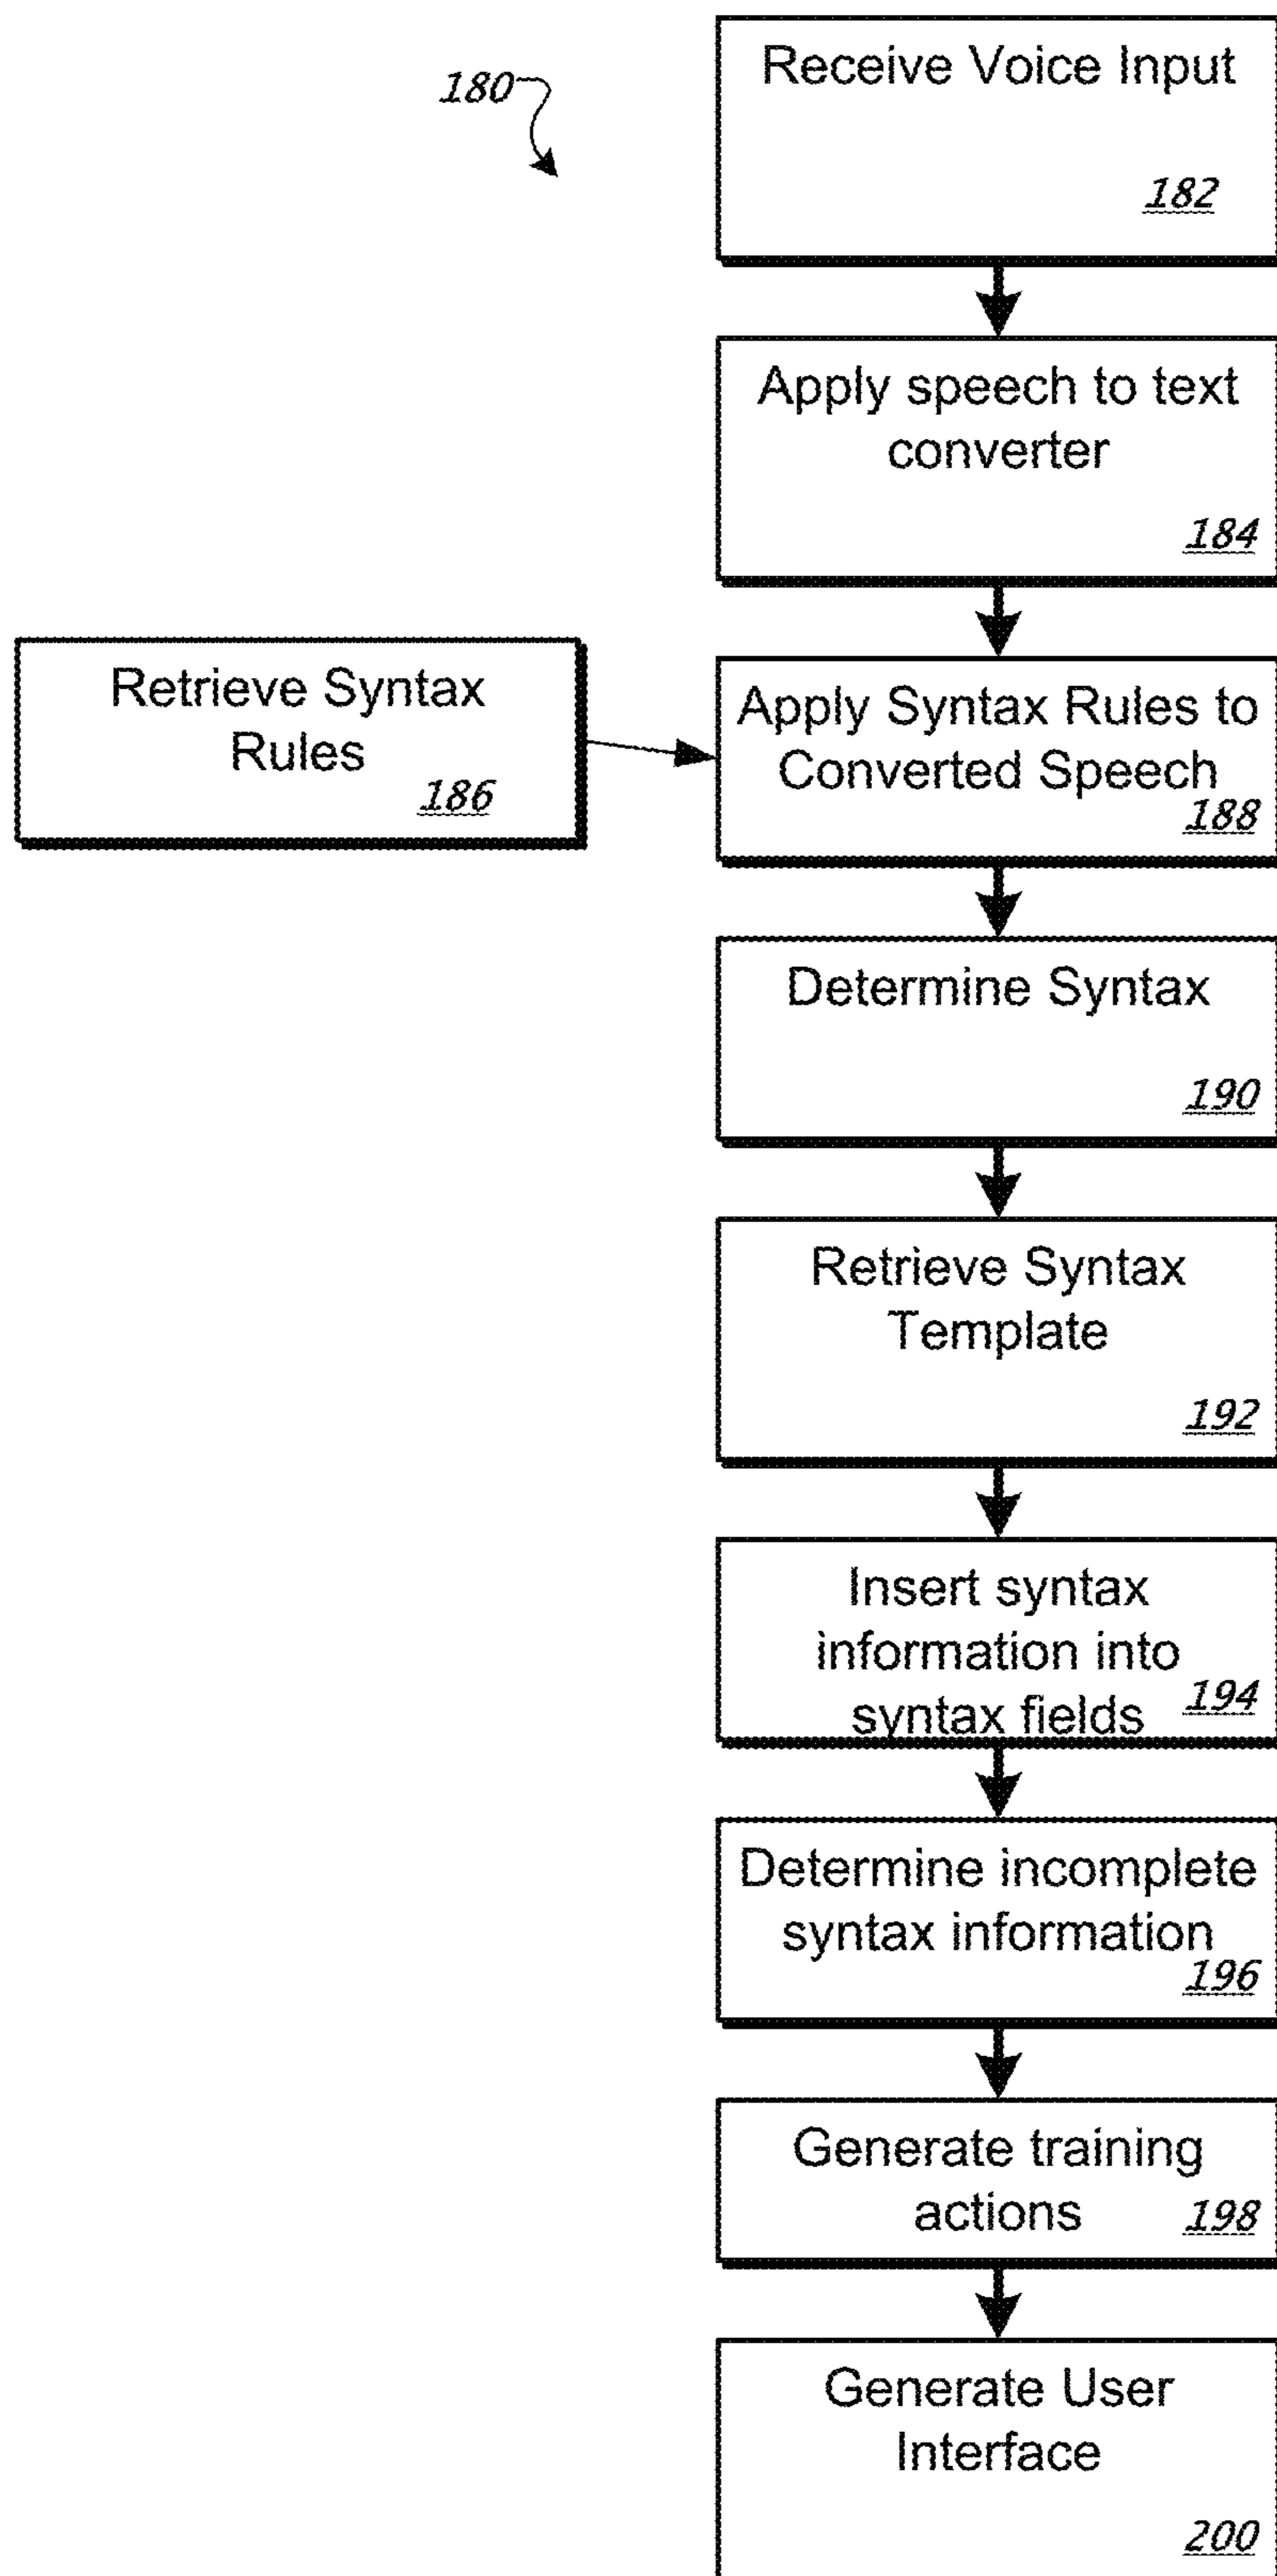 180
Receive Voice Input
182
Apply speech to text
converter
184
Retrieve Syntax
Rules
186
Apply Syntax Rules to
Converted Speech
188
Determine Syntax
190
Retrieve Syntax
Template
192
Insert syntax
information into
syntax fields
194
Determine incomplete
syntax information
196
Generate training
actions
198
Generate User
Interface
200